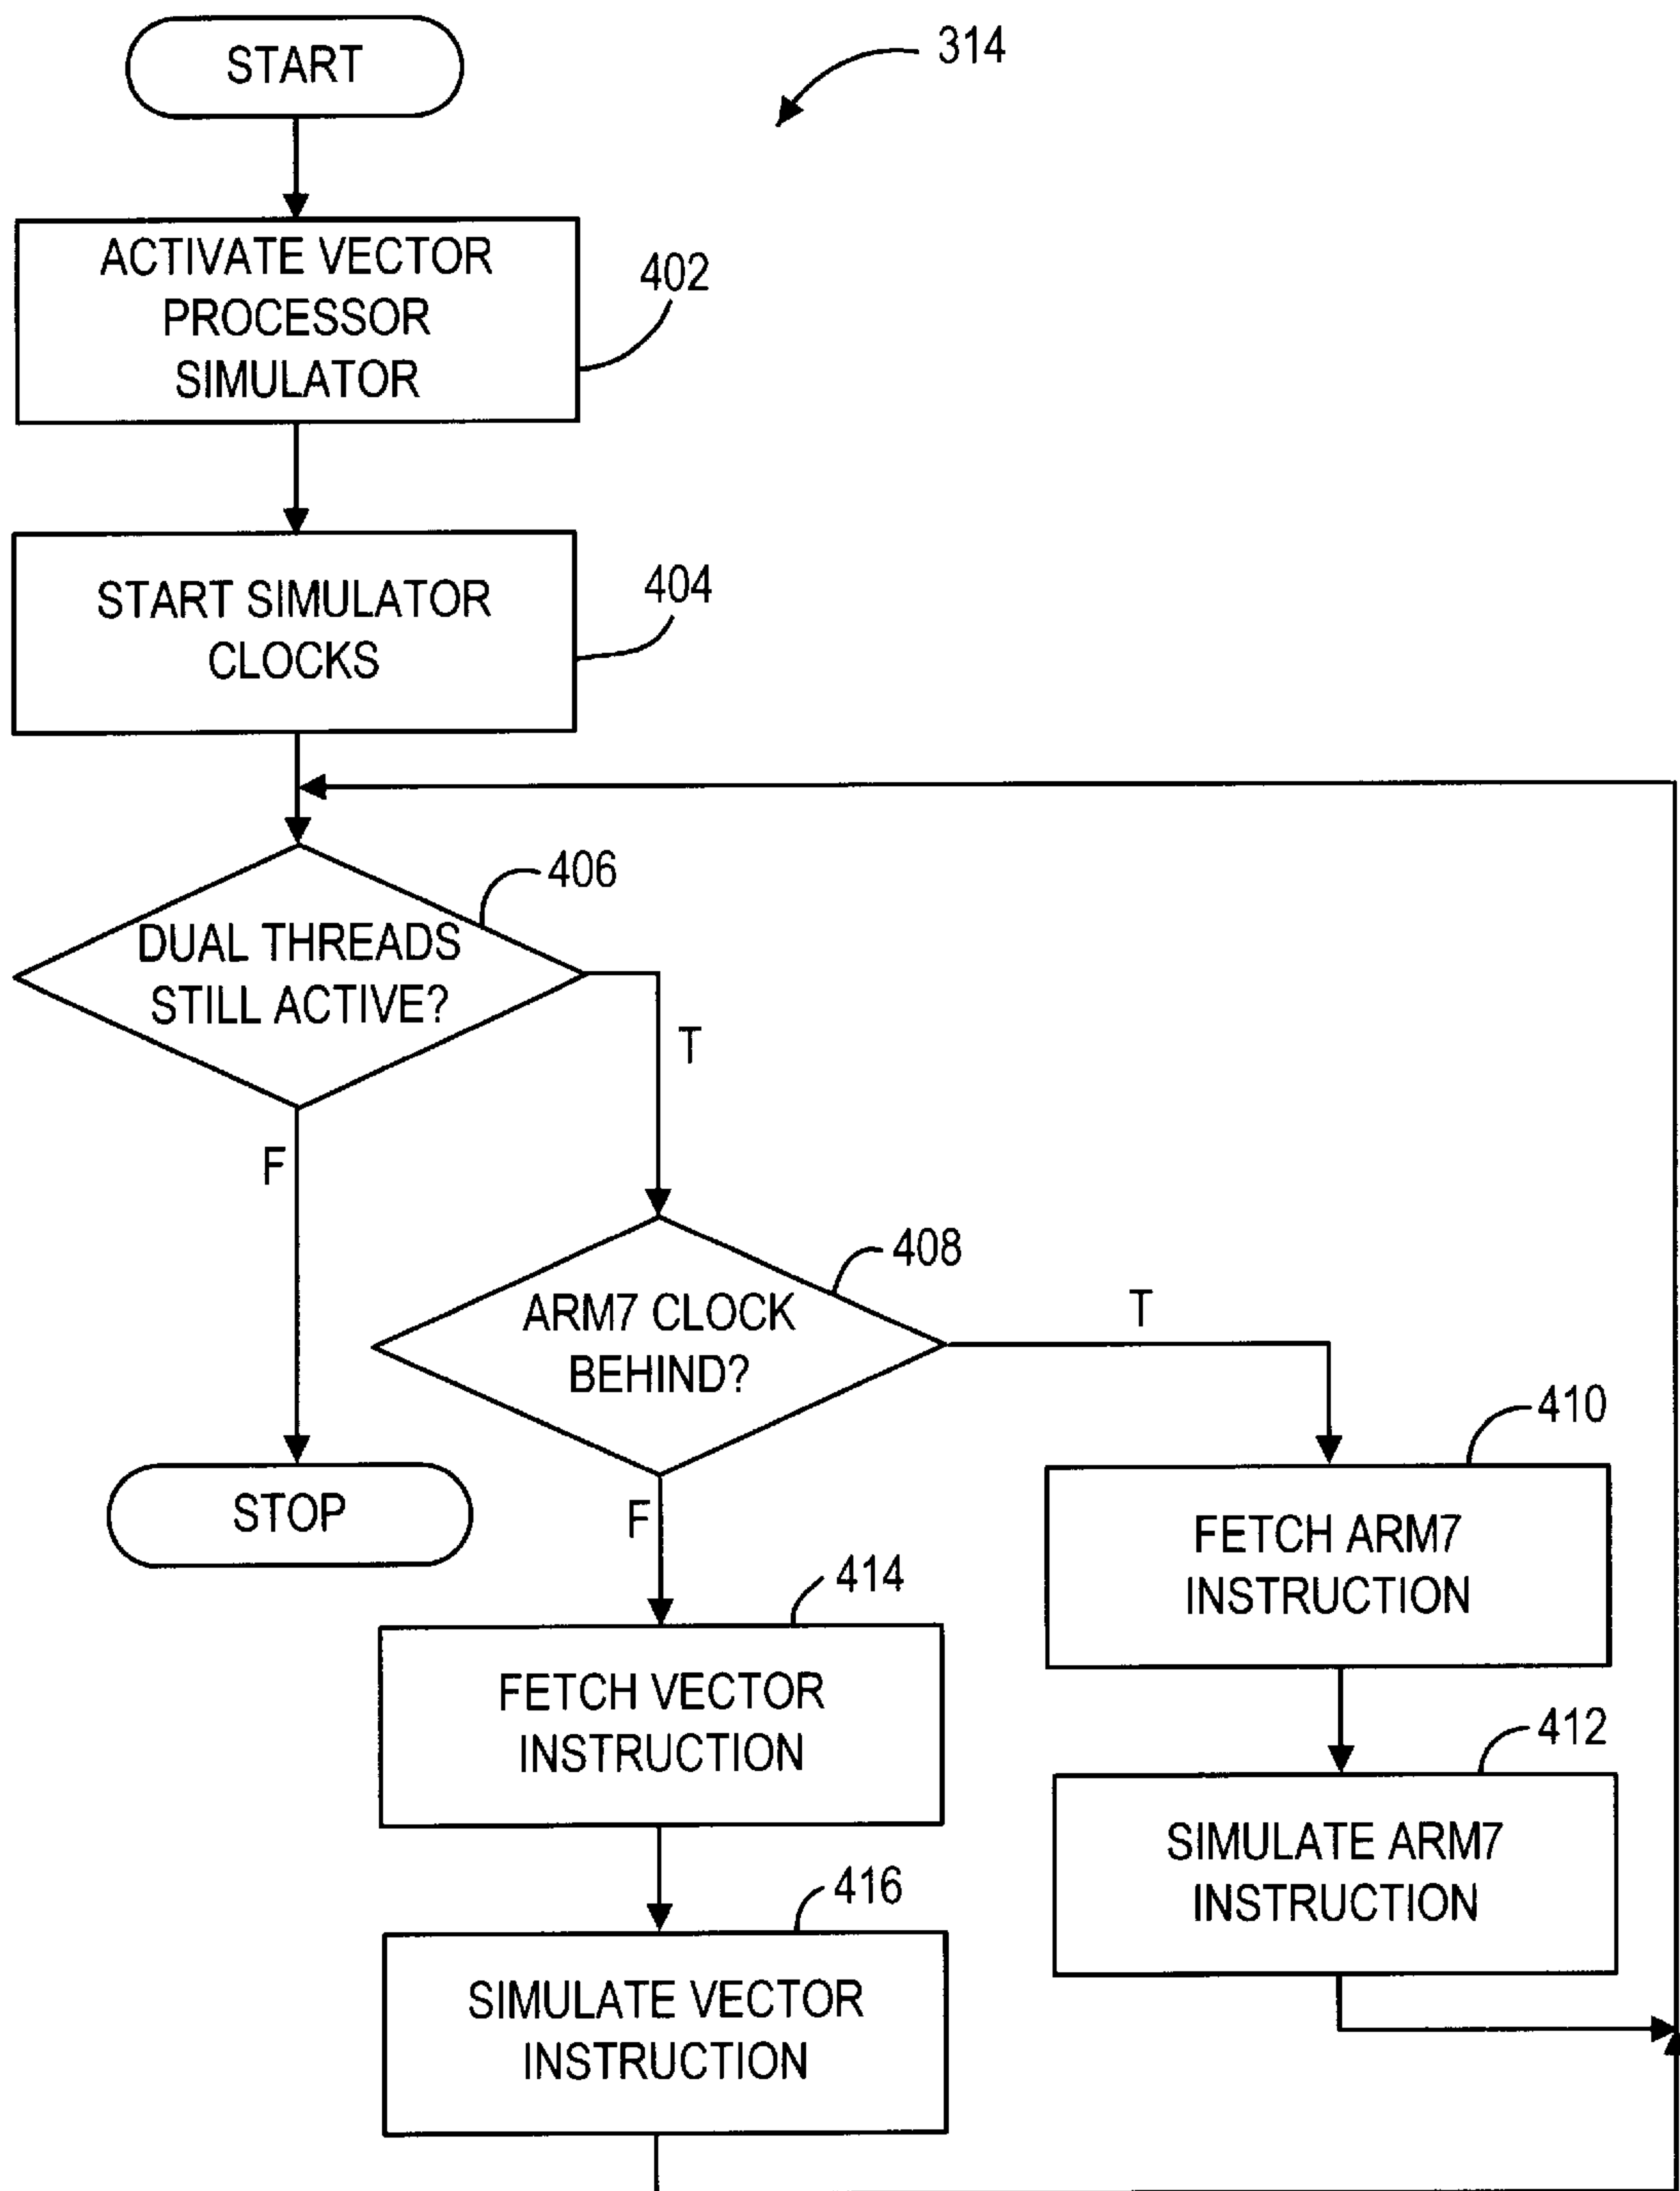 START
314
ACTIVATE VECTOR
PROCESSOR
SIMULATOR
402
START SIMULATOR
CLOCKS
404
406
DUAL THREADS
STILL ACTIVE?
T
F
408
ARM7 CLOCK
BEHIND?
T
410
STOP
F
FETCH ARM7
INSTRUCTION
414
FETCH VECTOR
INSTRUCTION
412
SIMULATE ARM7
INSTRUCTION
416
SIMULATE VECTOR
INSTRUCTION